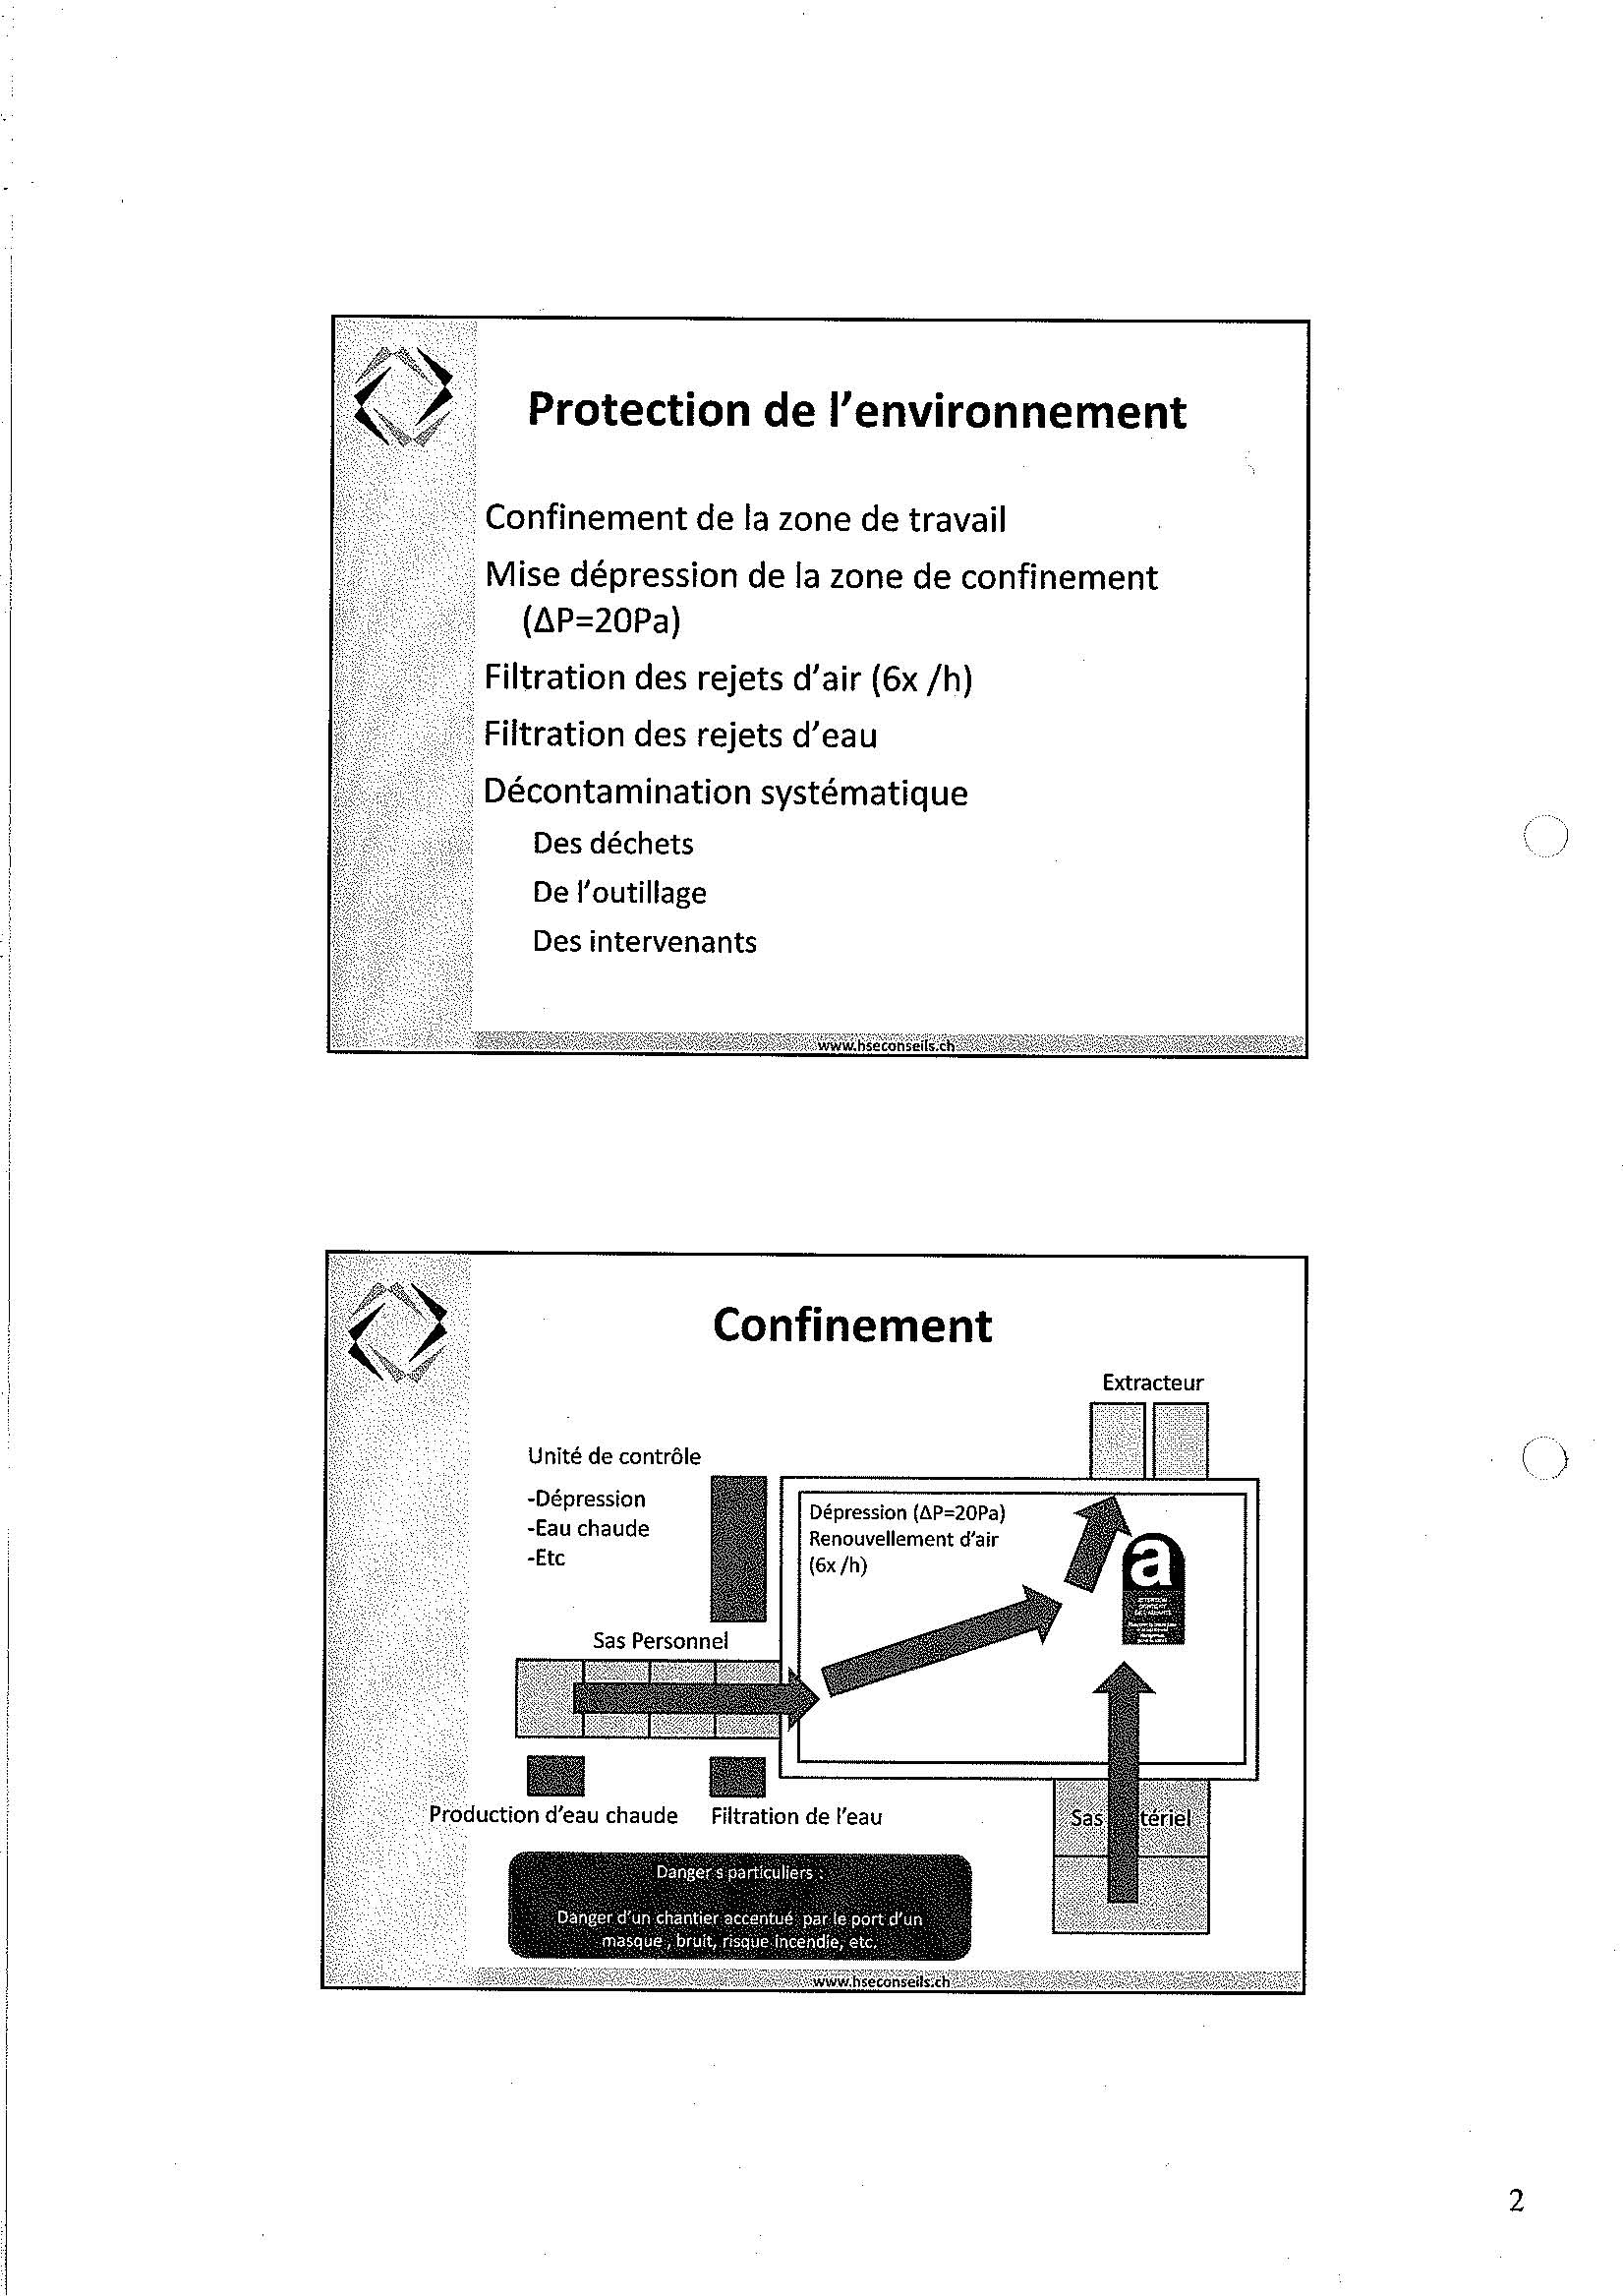 Protection de l'environnement
Confinement de la zone de travail
Mise dépression de la zone de confinement
(ΔP=20Pa)
Filtration des rejets d'air (6x /h)
Filtration des rejets d'eau
Décontamination systématique
Des déchets
De l'outillage
Des intervenants
www.hseconseils.ch
Confinement
Extracteur
Unité de contrôle
-Dépression
-Eau chaude
-Etc
Dépression (ΔP=20Pa)
Renouvellement d'air
(6x /h)
a
Sas Personnel
Production d'eau chaude
Filtration de l'eau
Sas tériel
Danger s particuliers :
Danger d'un chantier accentué par le port d'un
masque , bruit, risque incendie, etc.
www.hseconseils.ch
2